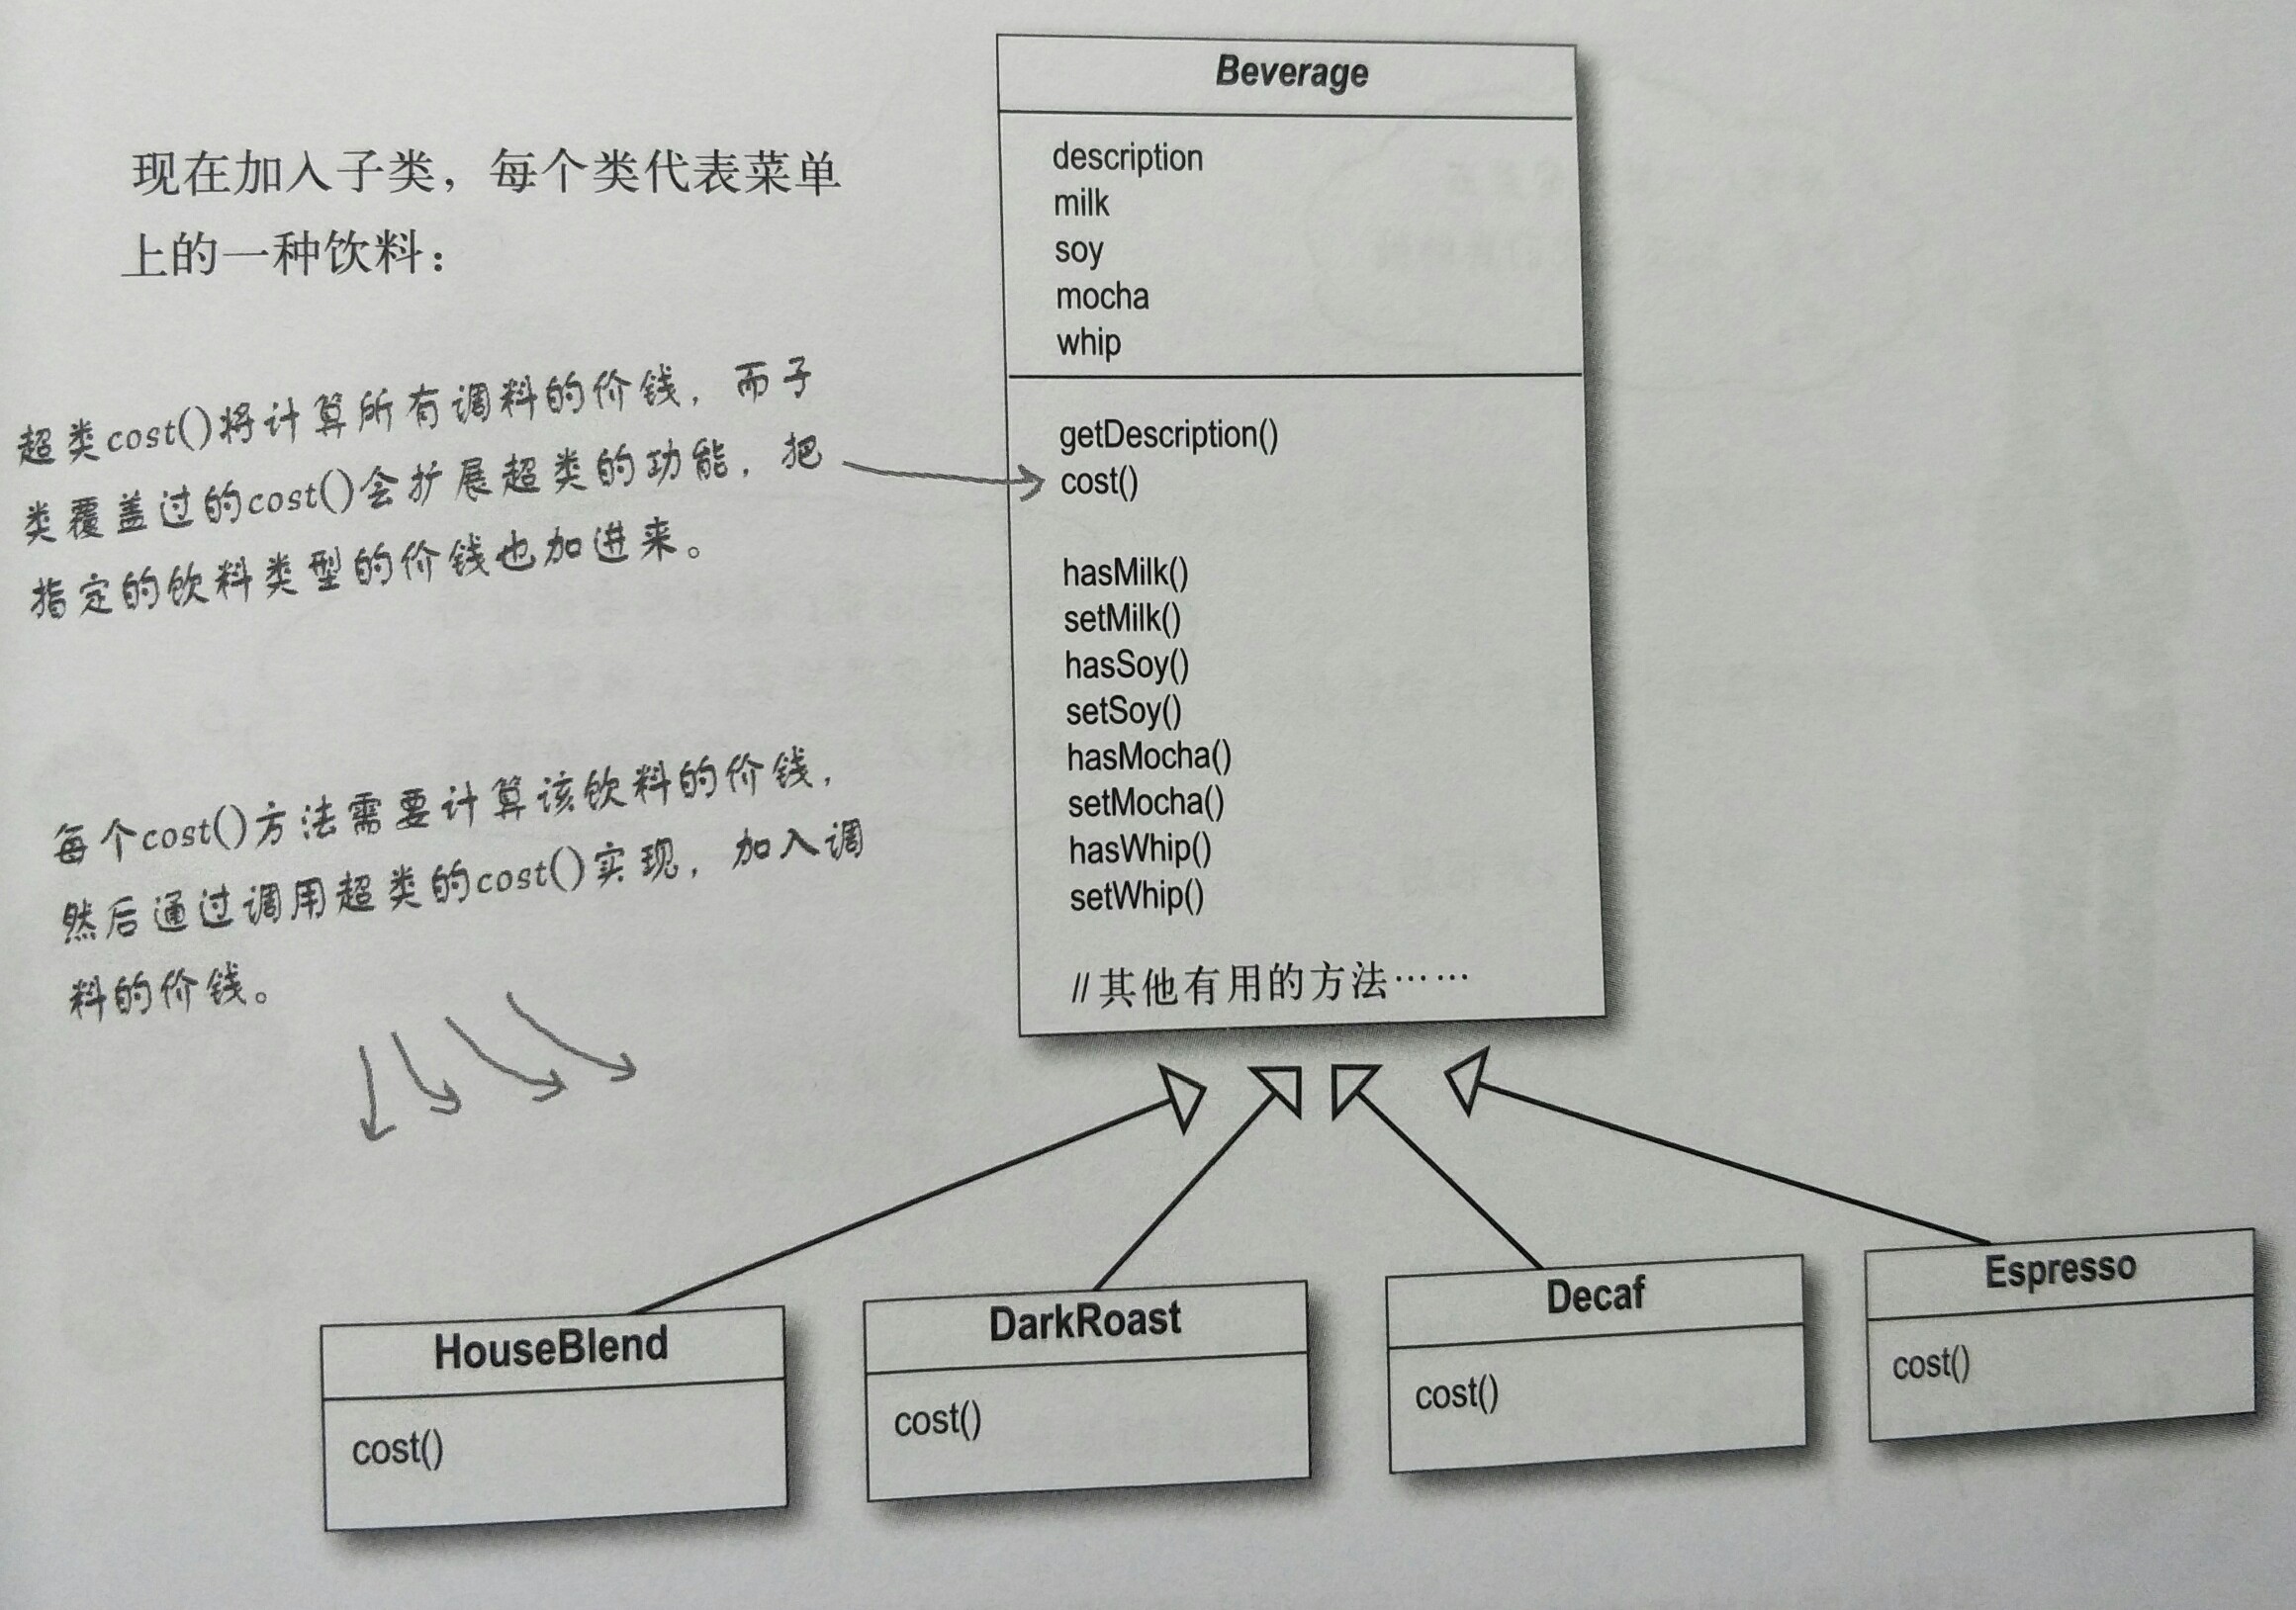 现在加入子类，每个类代表菜单
上的一种饮料：
超类cost()将计算所有调料的价钱，而子
类覆盖过的cost()会扩展超类的功能，把
指定的饮料类型的价钱也加进来。
每个cost()方法需要计算该饮料的价钱，
然后通过调用超类的cost()实现，加入调
料的价钱。
Beverage
description
milk
soy
mocha
whip
getDescription()
cost()
hasMilk()
setMilk()
hasSoy()
setSoy()
hasMocha()
setMocha()
hasWhip()
setWhip()
//其他有用的方法……
HouseBlend
cost()
DarkRoast
cost()
Decaf
cost()
Espresso
cost()